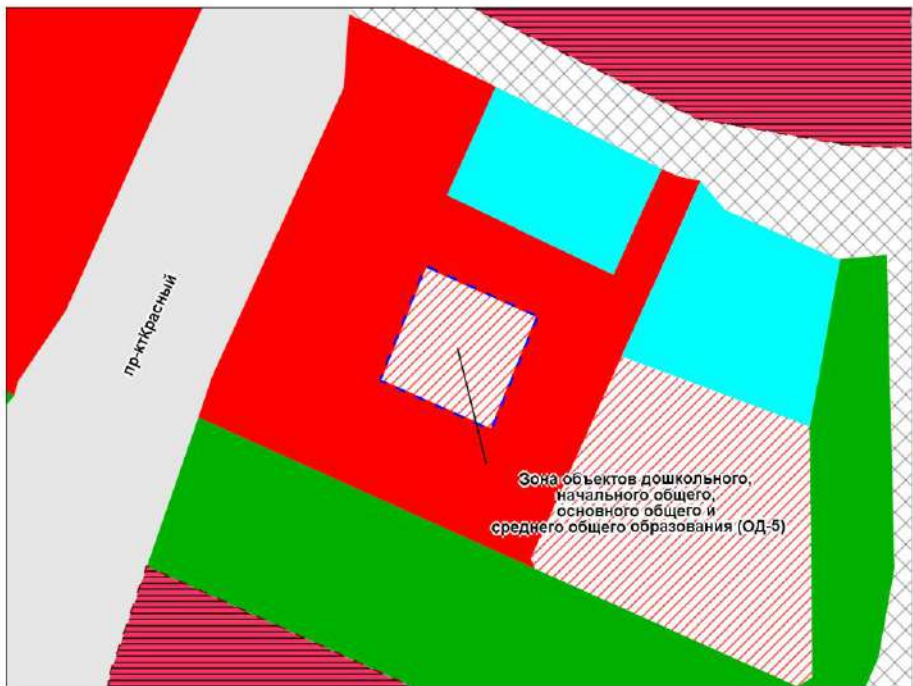 пр-ктКрасный
Зона объектов дошкольного,
начального общего,
основного общего и
среднего общего образования (ОД-5)